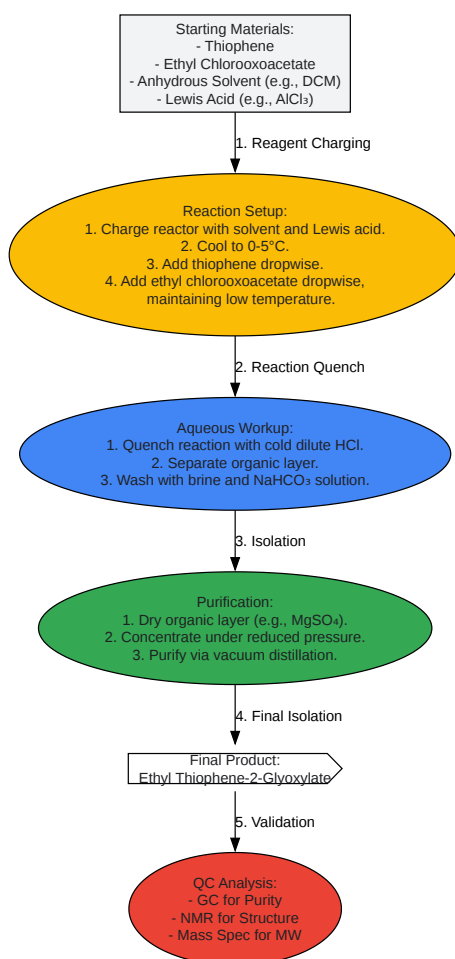 Starting Materials:
- Thiophene
- Ethyl Chlorooxoacetate
- Anhydrous Solvent (e.g., DCM)
- Lewis Acid (e.g., AlCl₃)
1. Reagent Charging
Reaction Setup:
1. Charge reactor with solvent and Lewis acid.
2. Cool to 0-5°C.
3. Add thiophene dropwise.
4. Add ethyl chlorooxoacetate dropwise,
maintaining low temperature.
2. Reaction Quench
Aqueous Workup:
1. Quench reaction with cold dilute HCl.
2. Separate organic layer.
3. Wash with brine and NaHCO₃ solution.
3. Isolation
Purification:
1. Dry organic layer (e.g., MgSO₄).
2. Concentrate under reduced pressure.
3. Purify via vacuum distillation.
4. Final Isolation
Final Product:
Ethyl Thiophene-2-Glyoxylate
5. Validation
QC Analysis:
- GC for Purity
- NMR for Structure
- Mass Spec for MW